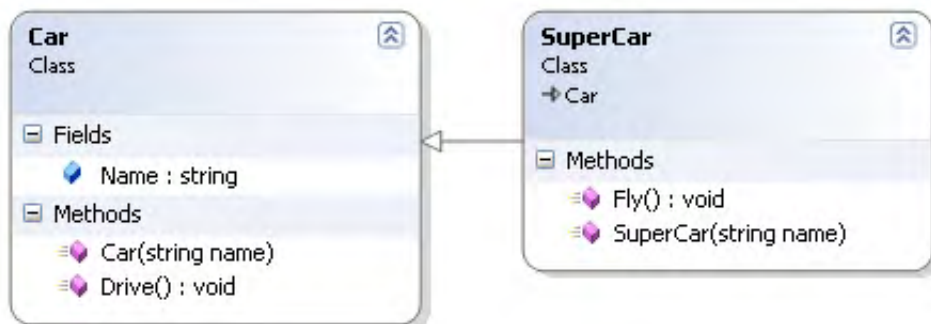 Car
Class
Fields
Name : string
Methods
Car(string name)
Drive() : void
SuperCar
Class
Car
Methods
Fly() : void
SuperCar(string name)